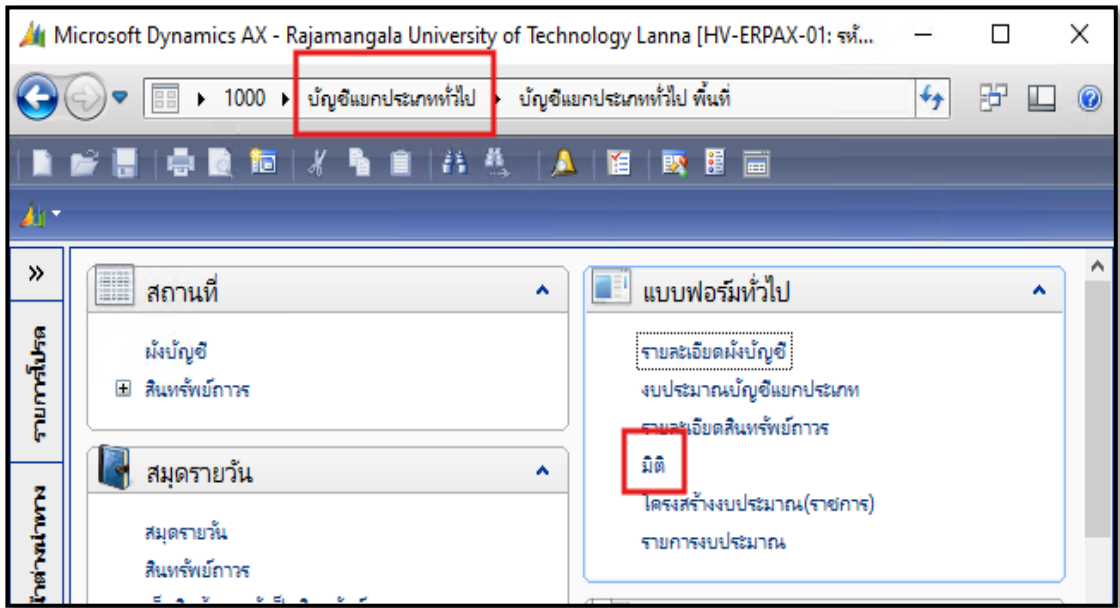 Microsoft Dynamics AX - Rajamangala University of Technology Lanna [HV-ERPAX-01: รหั...
1000 บัญชีแยกประเภททั่วไป บัญชีแยกประเภททั่วไป พื้นที่
สถานที่
ผังบัญชี
สินทรัพย์ถาวร
สมุดรายวัน
สมุดรายวัน
สินทรัพย์ถาวร
แบบฟอร์มทั่วไป
รายละเอียดผังบัญชี
งบประมาณบัญชีแยกประเภท
รายละเอียดสินทรัพย์ถาวร
มิติ
โครงสร้างงบประมาณ(ราชการ)
รายการงบประมาณ
รายการโปรด